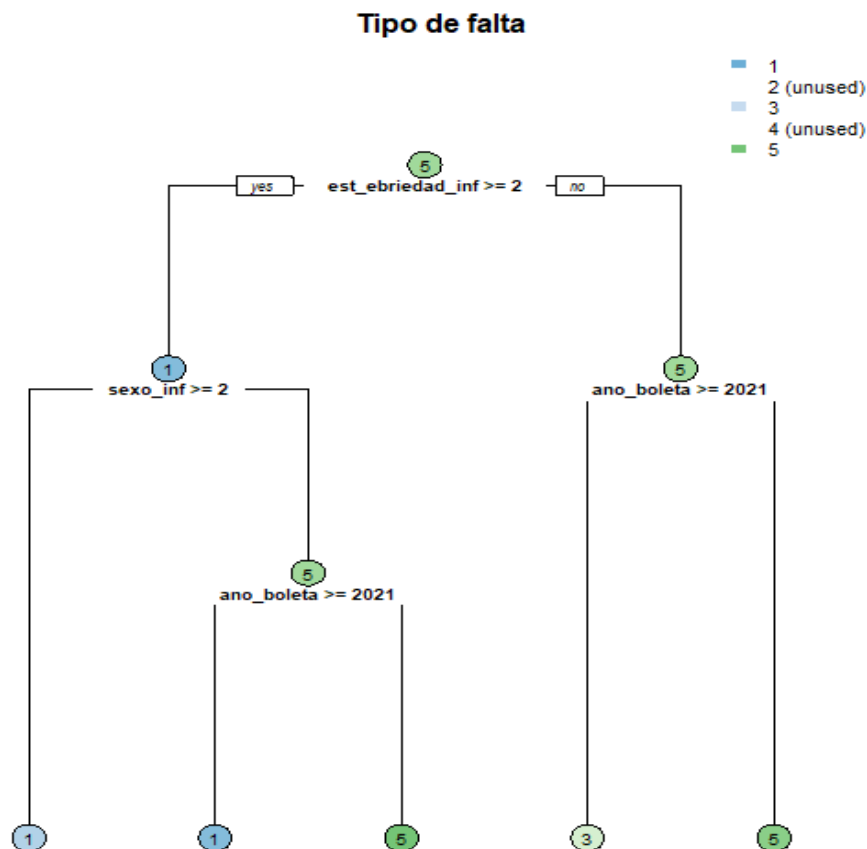 Tipo de falta
1
2 (unused)
3
4 (unused)
5
5
yes est_ebriedad_inf >= 2 no
1 5
sexo_inf >= 2 ano_boleta >= 2021
5
ano_boleta >= 2021
1 1 5 3 5